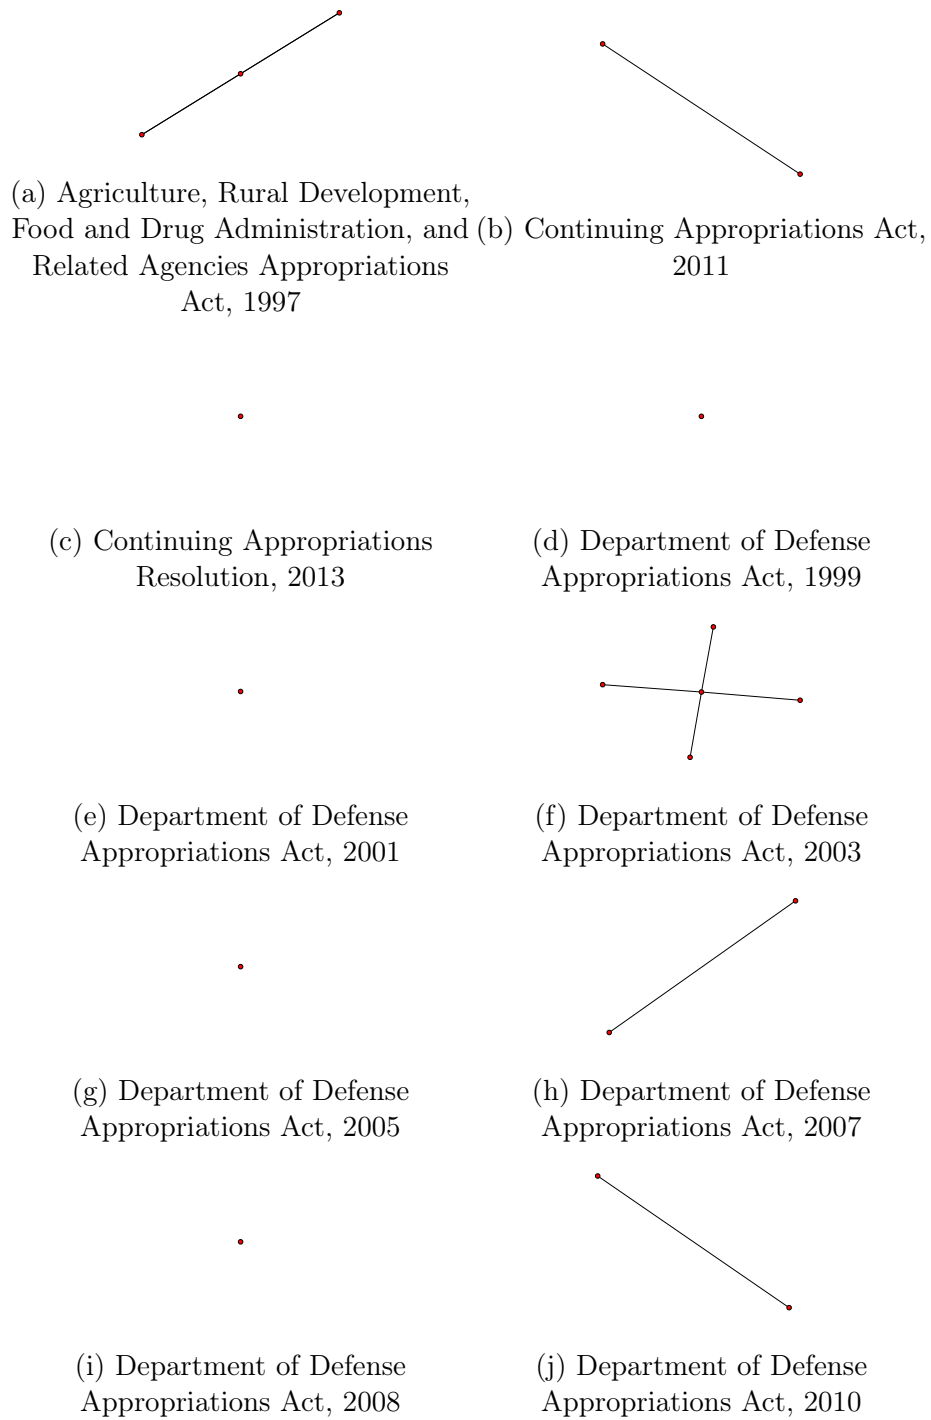 (a) Agriculture, Rural Development,
Food and Drug Administration, and
Related Agencies Appropriations
Act, 1997
(b) Continuing Appropriations Act,
2011
(c) Continuing Appropriations
Resolution, 2013
(d) Department of Defense
Appropriations Act, 1999
(e) Department of Defense
Appropriations Act, 2001
(f) Department of Defense
Appropriations Act, 2003
(g) Department of Defense
Appropriations Act, 2005
(h) Department of Defense
Appropriations Act, 2007
(i) Department of Defense
Appropriations Act, 2008
(j) Department of Defense
Appropriations Act, 2010